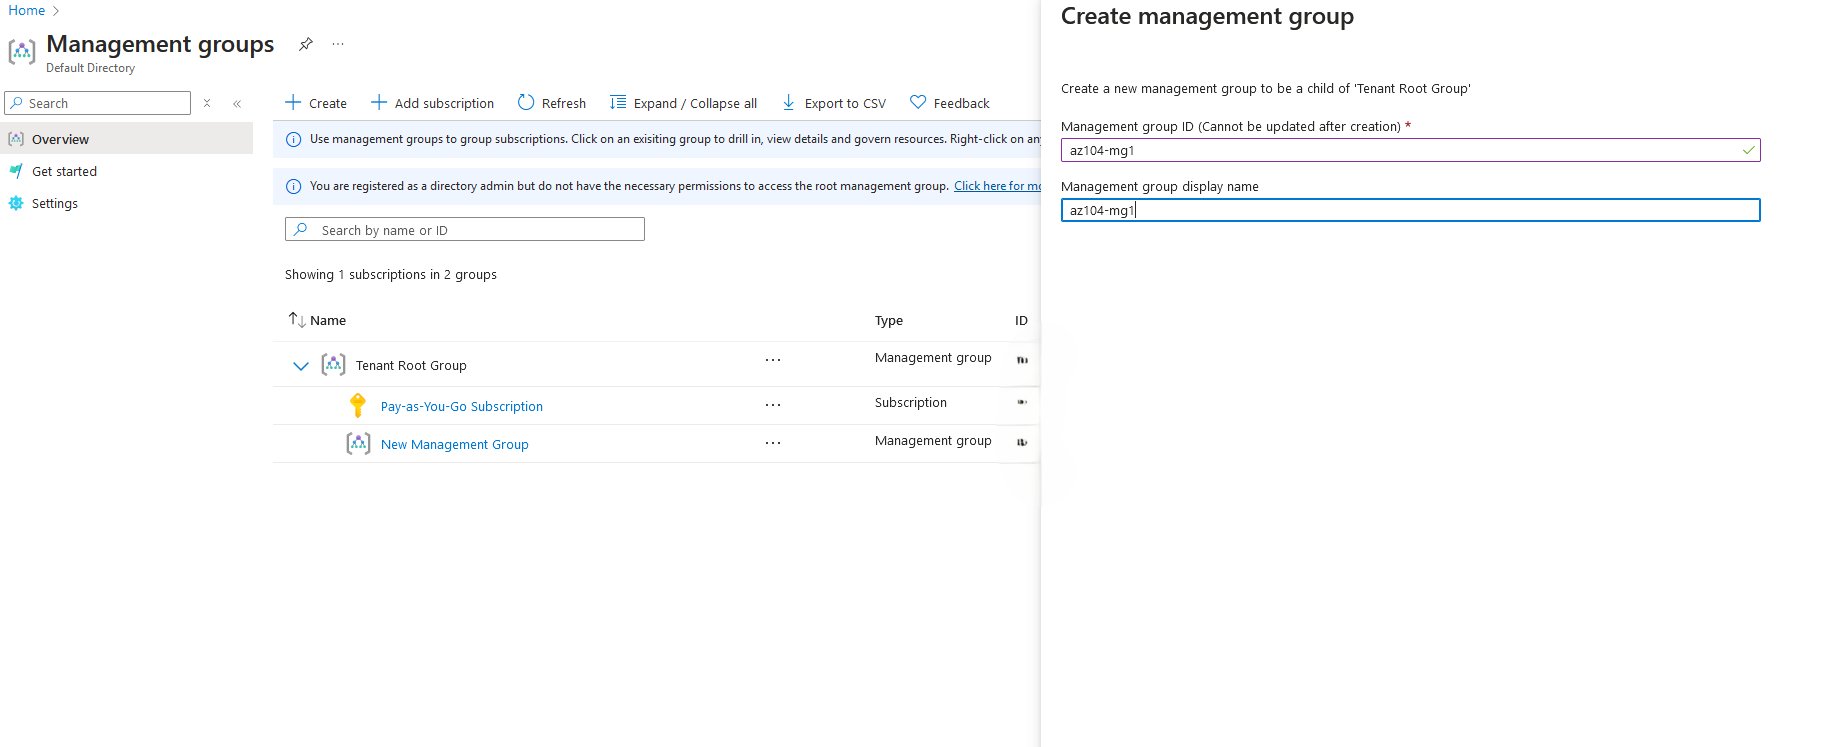 Home
Management groups
Default Directory
Search
Overview
Get started
Settings
Create
Add subscription
Refresh
Expand / Collapse all
Export to CSV
Feedback
Use management groups to group subscriptions. Click on an exisiting group to drill in, view details and govern resources. Right-click on any
You are registered as a directory admin but do not have the necessary permissions to access the root management group. Click here for mo
Search by name or ID
Showing 1 subscriptions in 2 groups
Name Type ID
Tenant Root Group ... Management group
Pay-as-You-Go Subscription ... Subscription
New Management Group ... Management group
Create management group
Create a new management group to be a child of 'Tenant Root Group'
Management group ID (Cannot be updated after creation) *
az104-mg1
Management group display name
az104-mg1